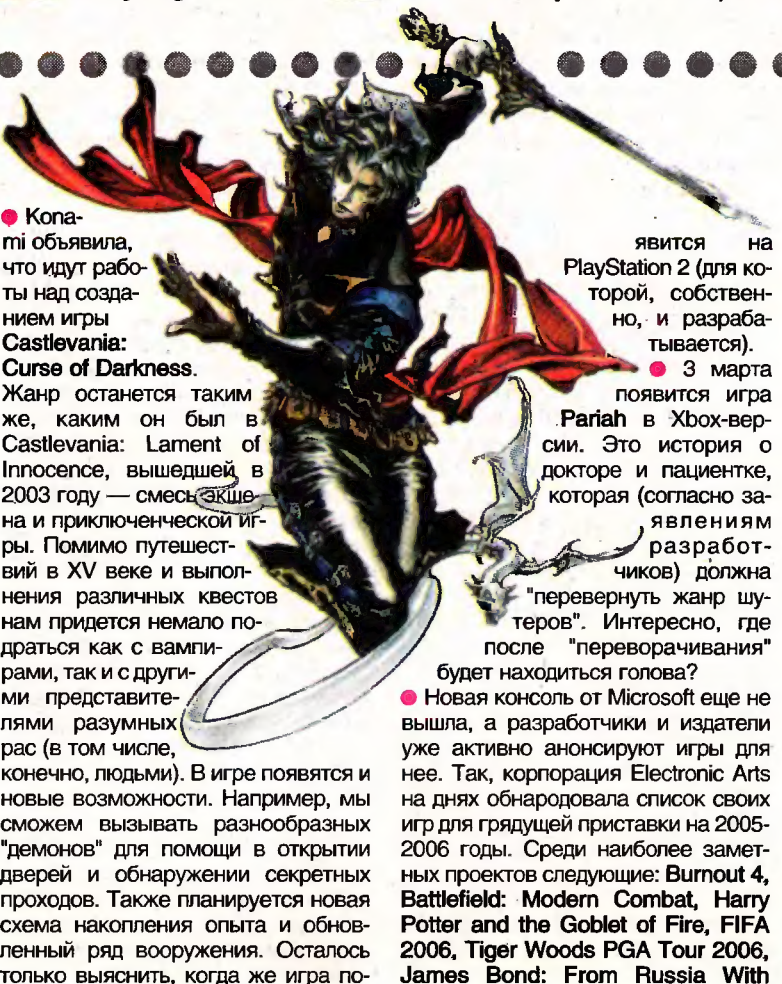 Kona-
mi объявила,
что идут рабо-
ты над созда-
нием игры
Castlevania:
Curse of Darkness.
Жанр останется таким
же, каким он был в
Castlevania: Lament of
Innocence, вышедшей в
2003 году — смесь экше-
на и приключенческой иг-
ры. Помимо путешест-
вий в XV веке и выпол-
нения различных квестов
нам придется немало по-
драться как с вампи-
рами, так и с други-
ми представите-
лями разумных
рас (в том числе,
конечно, людьми). В игре появятся и
новые возможности. Например, мы
сможем вызывать разнообразных
"демонов" для помощи в открытии
дверей и обнаружении секретных
проходов. Также планируется новая
схема накопления опыта и обнов-
ленный ряд вооружения. Осталось
только выяснить, когда же игра по-
явится на
PlayStation 2 (для ко-
торой, собствен-
но, и разраба-
тывается).
3 марта
появится игра
Pariah в Xbox-вер-
сии. Это история о
докторе и пациентке,
которая (согласно за-
явлениям
разработ-
чиков) должна
"перевернуть жанр шу-
теров". Интересно, где
после "переворачивания"
будет находиться голова?
Новая консоль от Microsoft еще не
вышла, а разработчики и издатели
уже активно анонсируют игры для
нее. Так, корпорация Electronic Arts
на днях обнародовала список своих
игр для грядущей приставки на 2005-
2006 годы. Среди наиболее замет-
ных проектов следующие: Burnout 4,
Battlefield: Modern Combat, Harry
Potter and the Goblet of Fire, FIFA
2006, Tiger Woods PGA Tour 2006,
James Bond: From Russia With